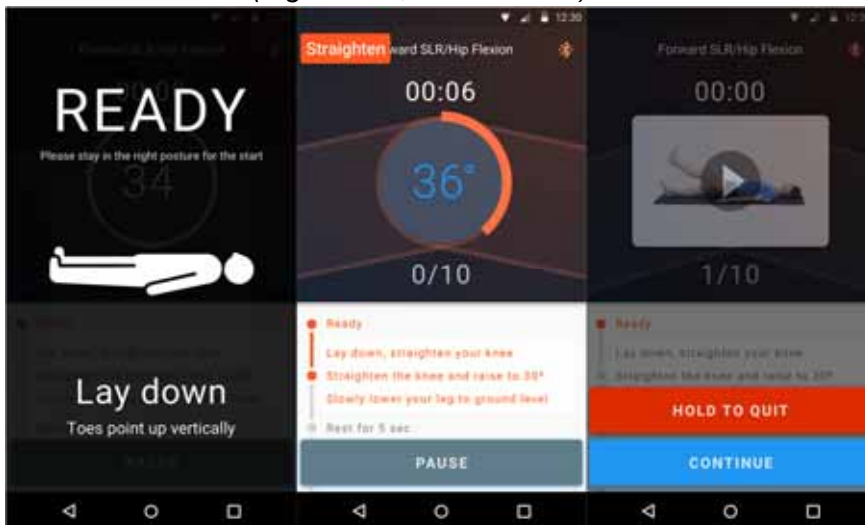 READY
Please stay in the right posture for the start
34
Lay down
Toes point up vertically
PAUSE
12:30
Straighten ward SLR/Hip Flexion
00:06
36°
0/10
Ready
Lay down, straighten your knee
Straighten the knee and raise to 30°
Slowly lower your leg to ground level
Rest for 5 sec
PAUSE
Forward SLR/Hip Flexion
00:00
1/10
Ready
Lay down, straighten your knee
Straighten the knee and raise to 30°
HOLD TO QUIT
CONTINUE